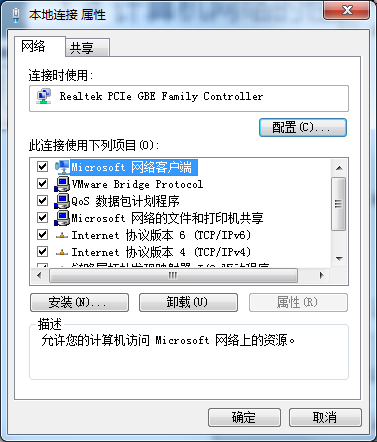 本地连接 属性
网络
共享
连接时使用:
Realtek PCIe GBE Family Controller
配置(C)...
此连接使用下列项目(O):
Microsoft 网络客户端
VMware Bridge Protocol
QoS 数据包计划程序
Microsoft 网络的文件和打印机共享
Internet 协议版本 6 (TCP/IPv6)
Internet 协议版本 4 (TCP/IPv4)
安装(N)...
卸载(U)
属性(R)
描述
允许您的计算机访问 Microsoft 网络上的资源。
确定
取消